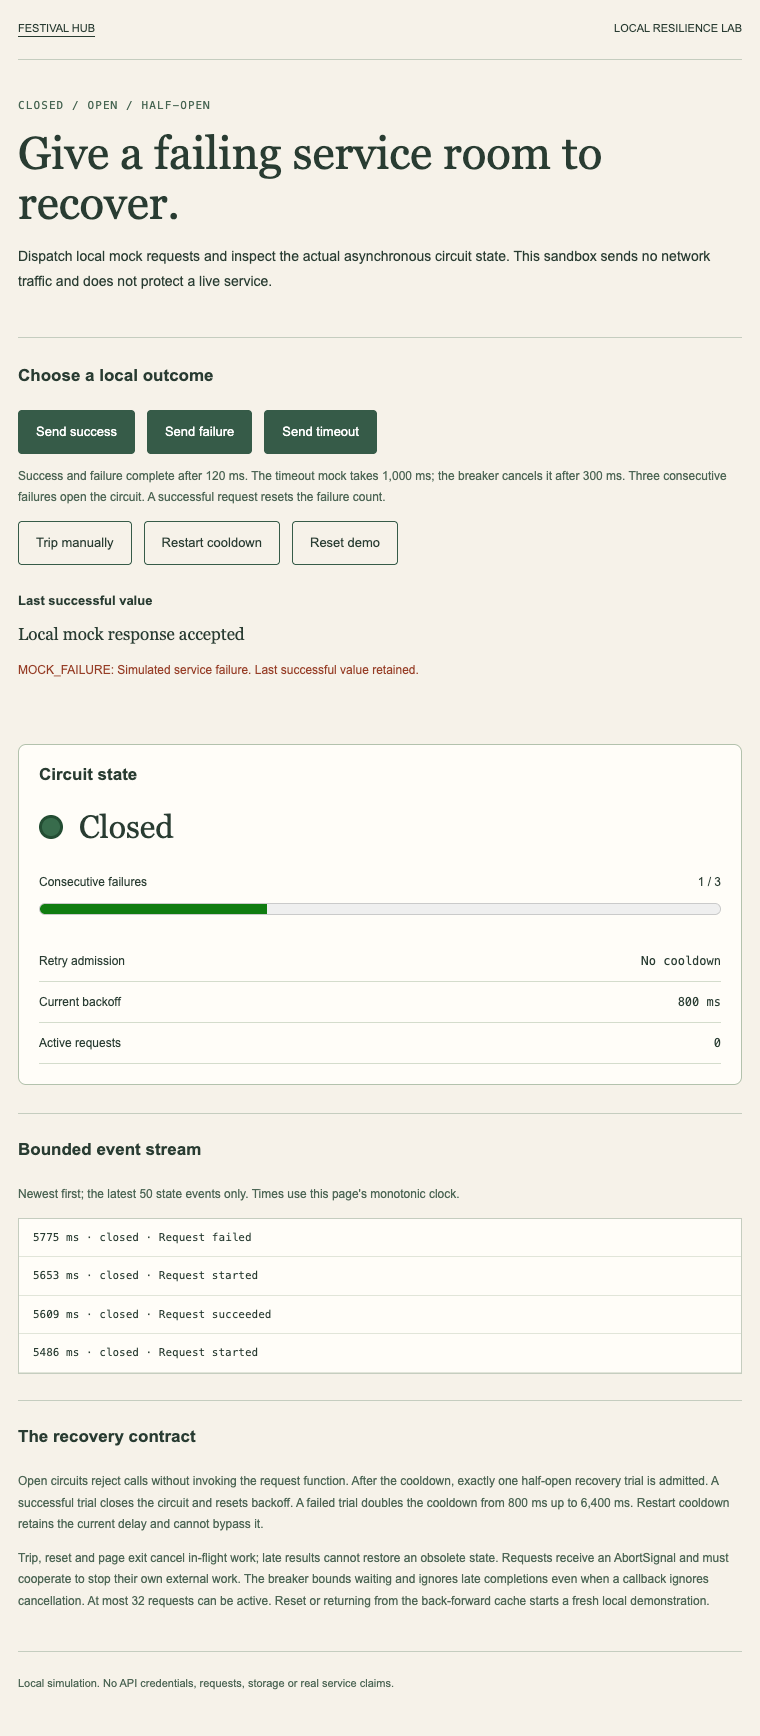 FESTIVAL HUB
LOCAL RESILIENCE LAB
CLOSED / OPEN / HALF-OPEN
Give a failing service room to
recover.
Dispatch local mock requests and inspect the actual asynchronous circuit state. This sandbox sends no network
traffic and does not protect a live service.
Choose a local outcome
Send success
Send failure
Send timeout
Success and failure complete after 120 ms. The timeout mock takes 1,000 ms; the breaker cancels it after 300 ms. Three consecutive
failures open the circuit. A successful request resets the failure count.
Trip manually
Restart cooldown
Reset demo
Last successful value
Local mock response accepted
MOCK_FAILURE: Simulated service failure. Last successful value retained.
Circuit state
Closed
Consecutive failures
1 / 3
Retry admission
No cooldown
Current backoff
800 ms
Active requests
0
Bounded event stream
Newest first; the latest 50 state events only. Times use this page's monotonic clock.
5775 ms · closed · Request failed
5653 ms · closed · Request started
5609 ms · closed · Request succeeded
5486 ms · closed · Request started
The recovery contract
Open circuits reject calls without invoking the request function. After the cooldown, exactly one half-open recovery trial is admitted. A
successful trial closes the circuit and resets backoff. A failed trial doubles the cooldown from 800 ms up to 6,400 ms. Restart cooldown
retains the current delay and cannot bypass it.
Trip, reset and page exit cancel in-flight work; late results cannot restore an obsolete state. Requests receive an AbortSignal and must
cooperate to stop their own external work. The breaker bounds waiting and ignores late completions even when a callback ignores
cancellation. At most 32 requests can be active. Reset or returning from the back-forward cache starts a fresh local demonstration.
Local simulation. No API credentials, requests, storage or real service claims.